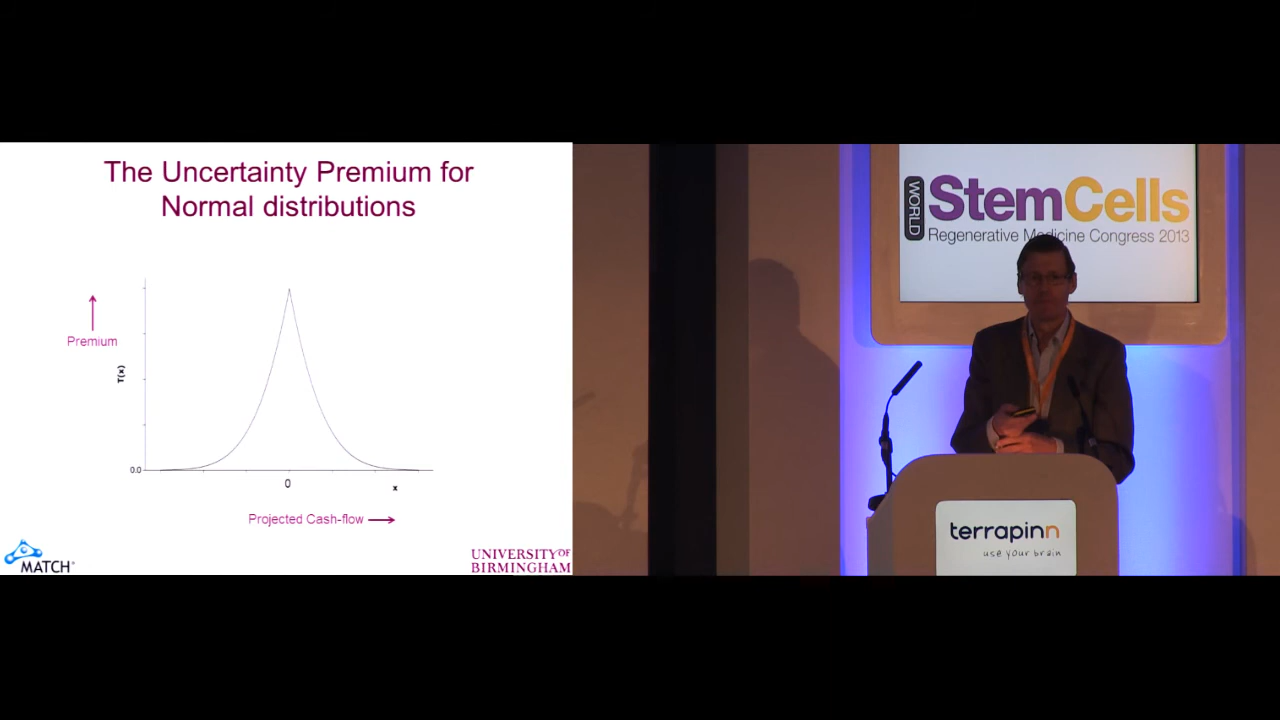 The Uncertainty Premium for
Normal distributions
Premium
T(x)
0.0
0
x
Projected Cash-flow
MATCH
UNIVERSITY OF
BIRMINGHAM
WORLD
StemCells
Regenerative Medicine Congress 2013
terrapinn
use your brain